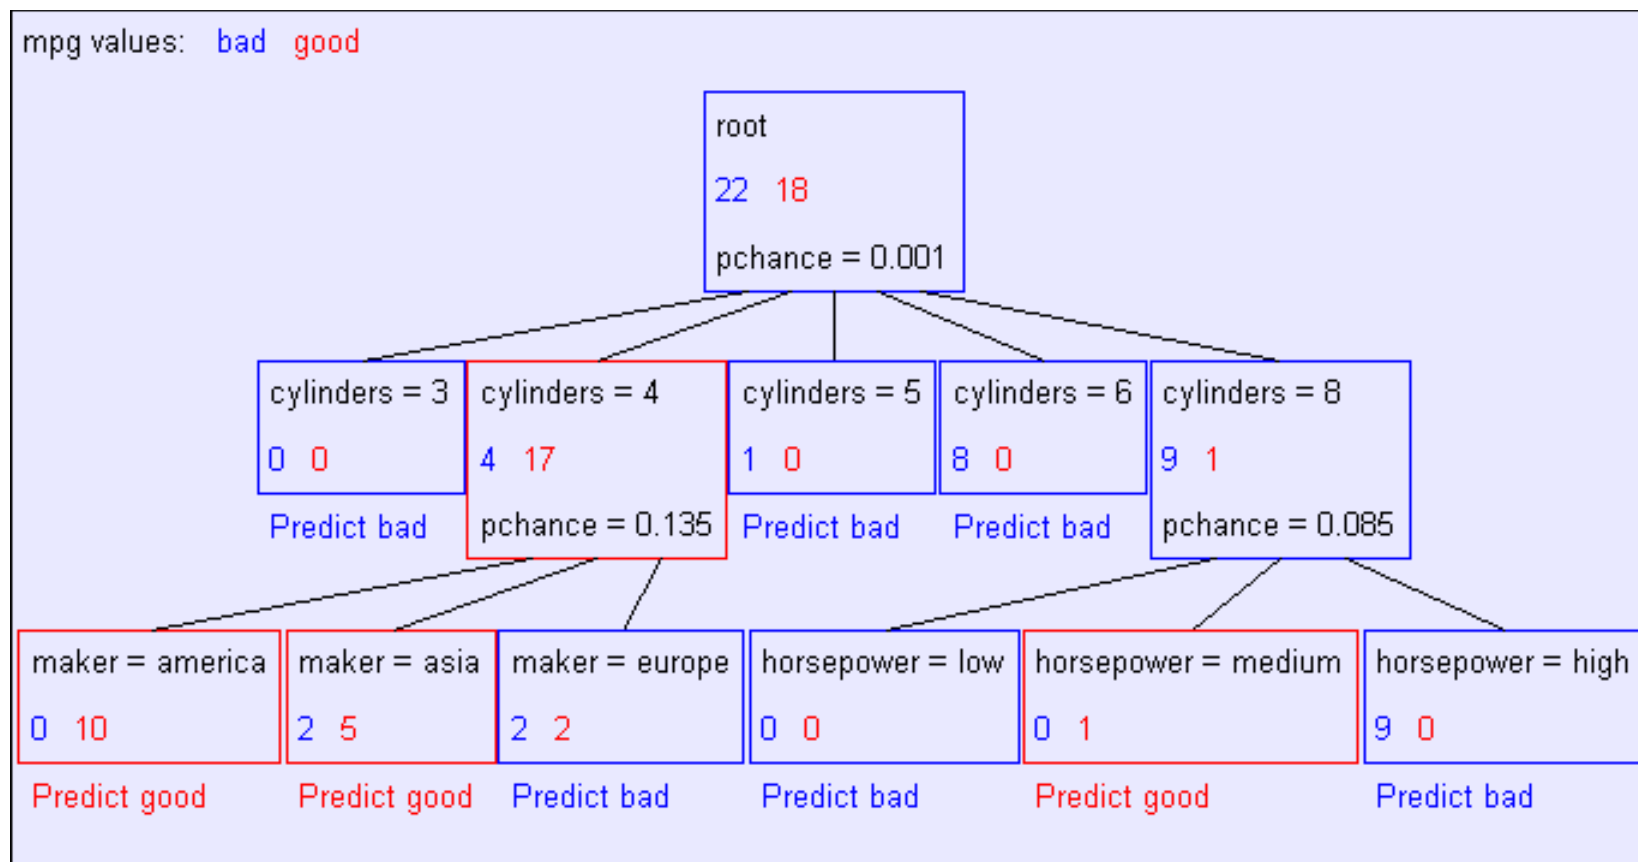 mpg values: bad good
root
22 18
pchance = 0.001
cylinders = 3 cylinders = 4 cylinders = 5 cylinders = 6 cylinders = 8
0 0 4 17 1 0 8 0 9 1
Predict bad pchance = 0.135 Predict bad Predict bad pchance = 0.085
maker = america maker = asia maker = europe horsepower = low horsepower = medium horsepower = high
0 10 2 5 2 2 0 0 0 1 9 0
Predict good Predict good Predict bad Predict bad Predict good Predict bad